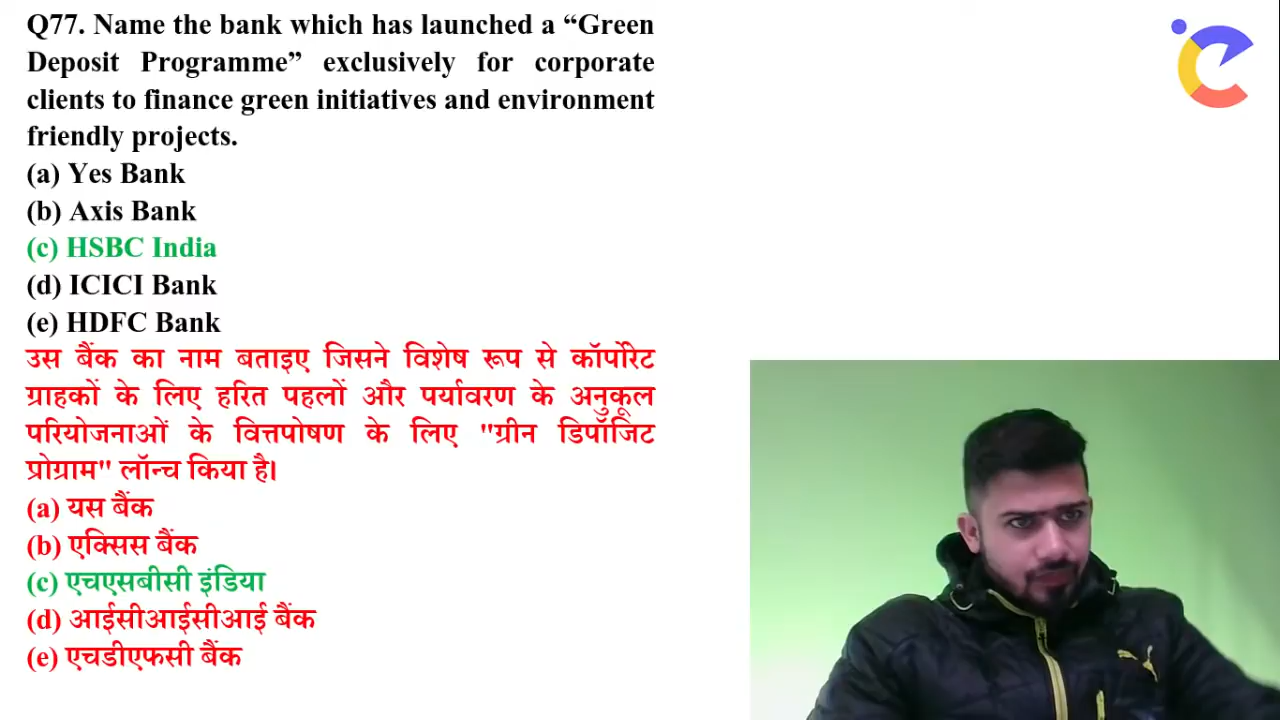 Q77. Name the bank which has launched a “Green
Deposit Programme” exclusively for corporate
clients to finance green initiatives and environment
friendly projects.
(a) Yes Bank
(b) Axis Bank
(c) HSBC India
(d) ICICI Bank
(e) HDFC Bank
उस बैंक का नाम बताइए जिसने विशेष रूप से कॉर्पोरेट
ग्राहकों के लिए हरित पहलों और पर्यावरण के अनुकूल
परियोजनाओं के वित्तपोषण के लिए "ग्रीन डिपॉजिट
प्रोग्राम" लॉन्च किया है।
(a) यस बैंक
(b) एक्सिस बैंक
(c) एचएसबीसी इंडिया
(d) आईसीआईसीआई बैंक
(e) एचडीएफसी बैंक